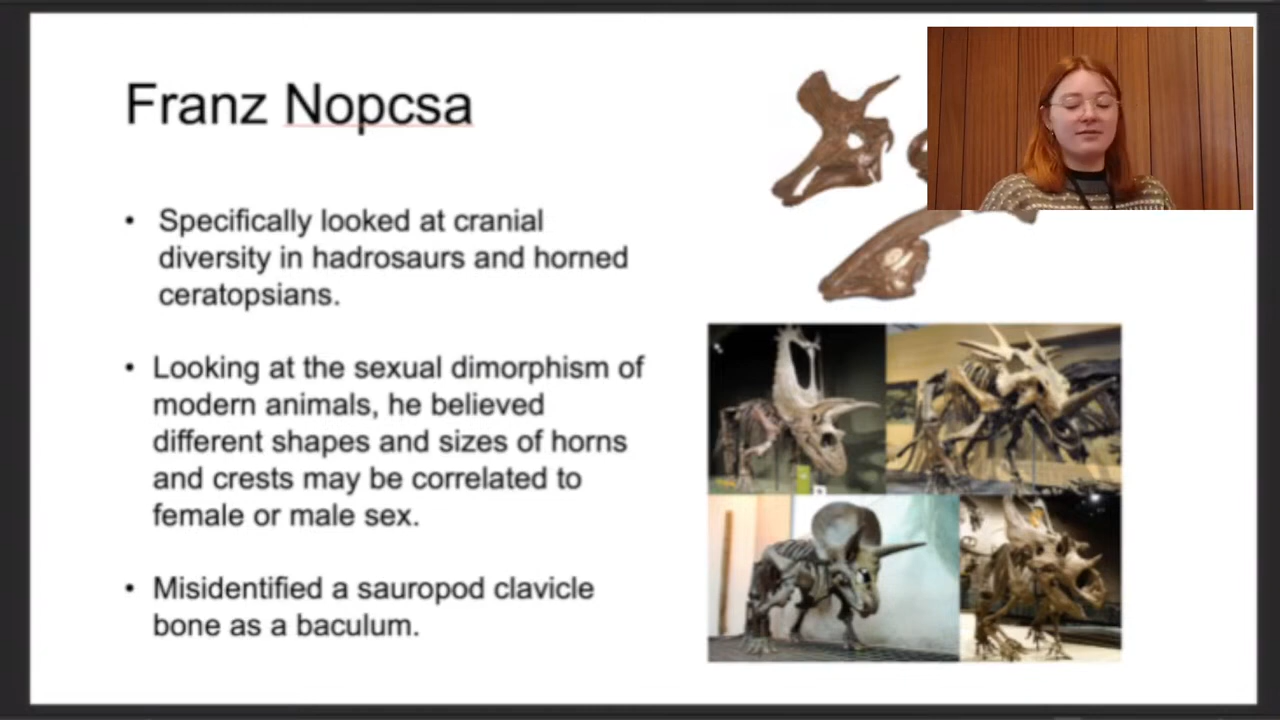 Franz Nopcsa
• Specifically looked at cranial
diversity in hadrosaurs and horned
ceratopsians.
• Looking at the sexual dimorphism of
modern animals, he believed
different shapes and sizes of horns
and crests may be correlated to
female or male sex.
• Misidentified a sauropod clavicle
bone as a baculum.